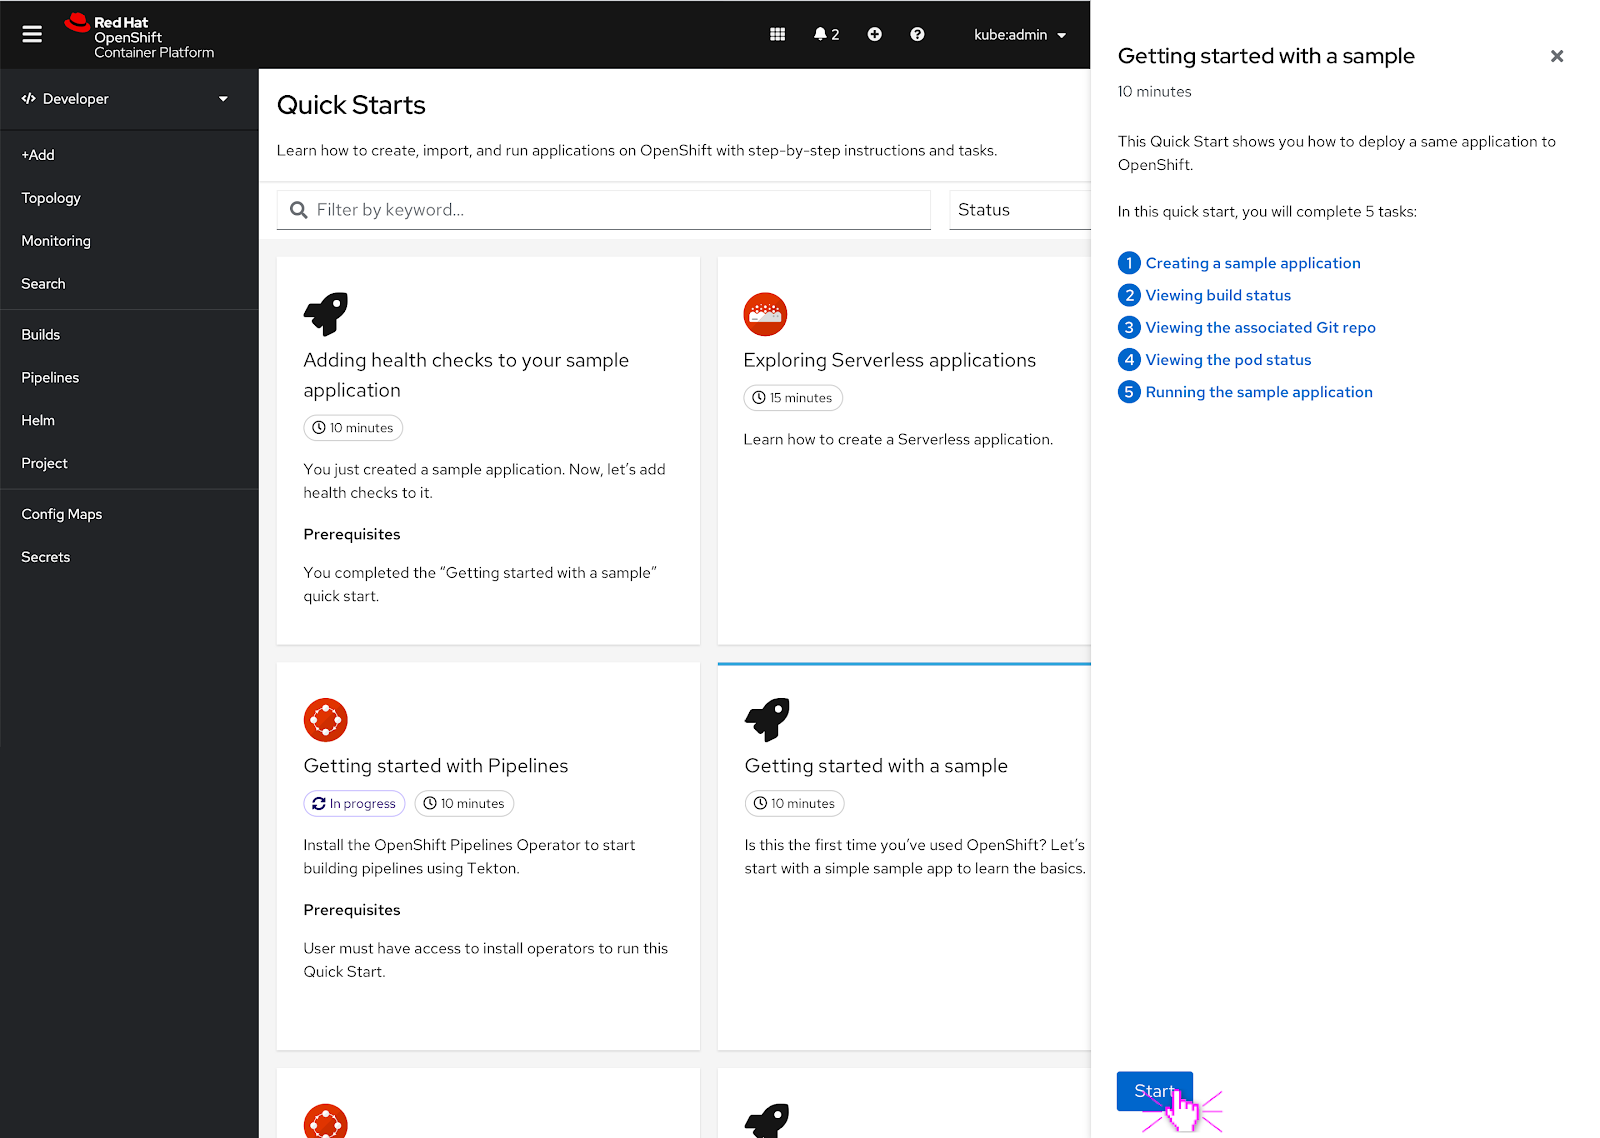 Red Hat
OpenShift
Container Platform
2
kube:admin
Developer
+Add
Topology
Monitoring
Search
Builds
Pipelines
Helm
Project
Config Maps
Secrets
Quick Starts
Learn how to create, import, and run applications on OpenShift with step-by-step instructions and tasks.
Filter by keyword...
Status
Adding health checks to your sample
application
10 minutes
You just created a sample application. Now, let’s add
health checks to it.
Prerequisites
You completed the “Getting started with a sample”
quick start.
Exploring Serverless applications
15 minutes
Learn how to create a Serverless application.
Getting started with Pipelines
In progress
10 minutes
Install the OpenShift Pipelines Operator to start
building pipelines using Tekton.
Prerequisites
User must have access to install operators to run this
Quick Start.
Getting started with a sample
10 minutes
Is this the first time you’ve used OpenShift? Let’s
start with a simple sample app to learn the basics.
Getting started with a sample
10 minutes
This Quick Start shows you how to deploy a same application to
OpenShift.
In this quick start, you will complete 5 tasks:
1 Creating a sample application
2 Viewing build status
3 Viewing the associated Git repo
4 Viewing the pod status
5 Running the sample application
Start